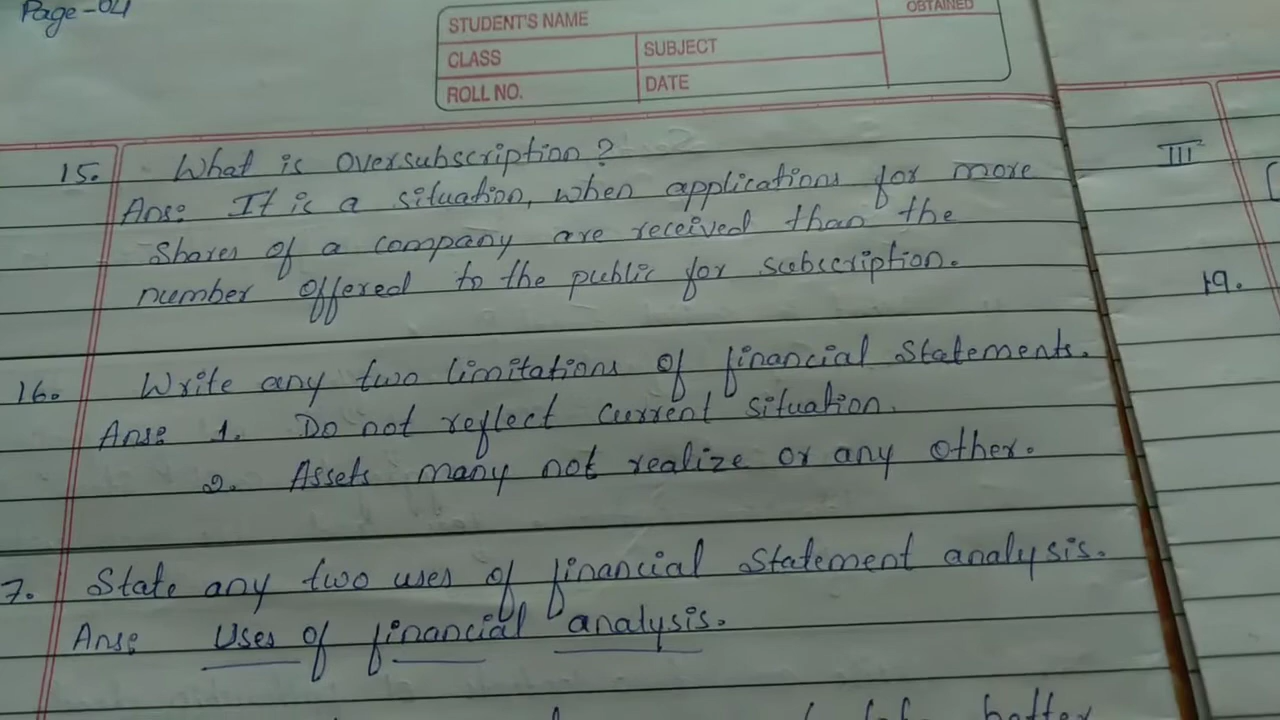 Page-04
STUDENT'S NAME
OBTAINED
CLASS
SUBJECT
ROLL NO.
DATE
15. What is oversubscription?
Ans: It is a situation, when applications for more
Shares of a company are received than the
number offered to the public for subscription.
16. Write any two limitations of financial Statements.
Ans: 1. Do not reflect current situation.
2. Assets many not realize or any other.
7. State any two uses of financial Statement analysis.
Ans: Uses of financial analysis.
better
III
19.